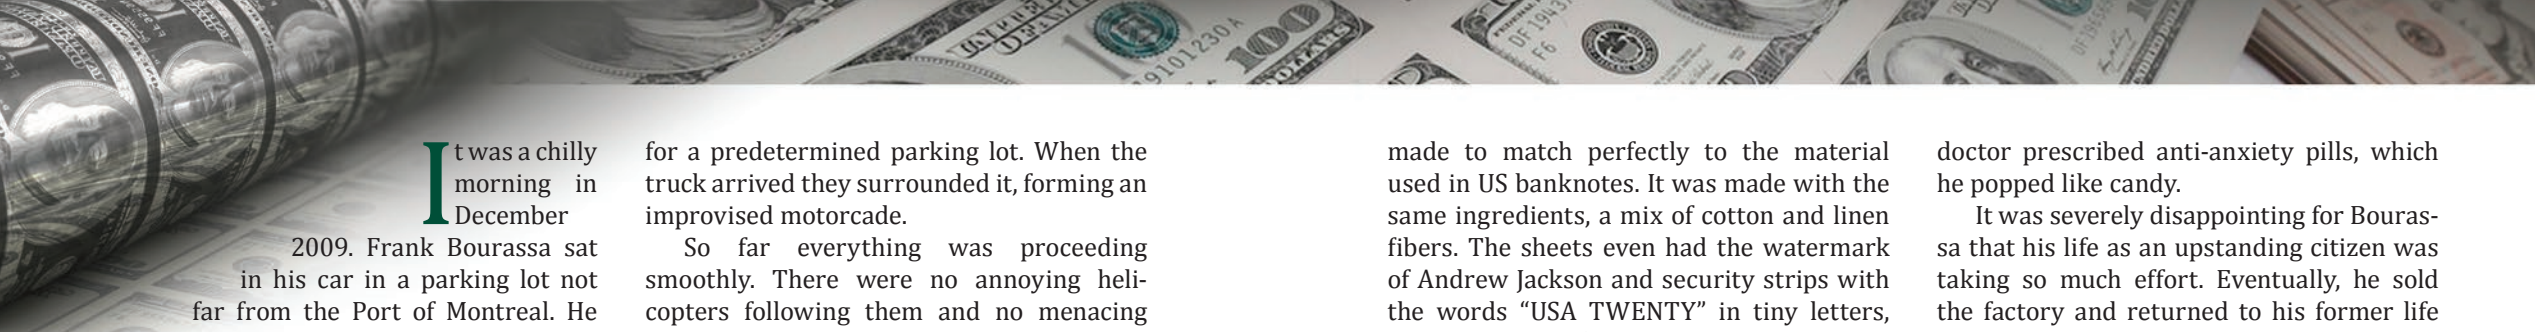 It was a chilly
morning in
December
2009. Frank Bourassa sat
in his car in a parking lot not
far from the Port of Montreal. He
for a predetermined parking lot. When the
truck arrived they surrounded it, forming an
improvised motorcade.
So far everything was proceeding
smoothly. There were no annoying heli-
copters following them and no menacing
made to match perfectly to the material
used in US banknotes. It was made with the
same ingredients, a mix of cotton and linen
fibers. The sheets even had the watermark
of Andrew Jackson and security strips with
the words “USA TWENTY” in tiny letters,
doctor prescribed anti-anxiety pills, which
he popped like candy.
It was severely disappointing for Bouras-
sa that his life as an upstanding citizen was
taking so much effort. Eventually, he sold
the factory and returned to his former life